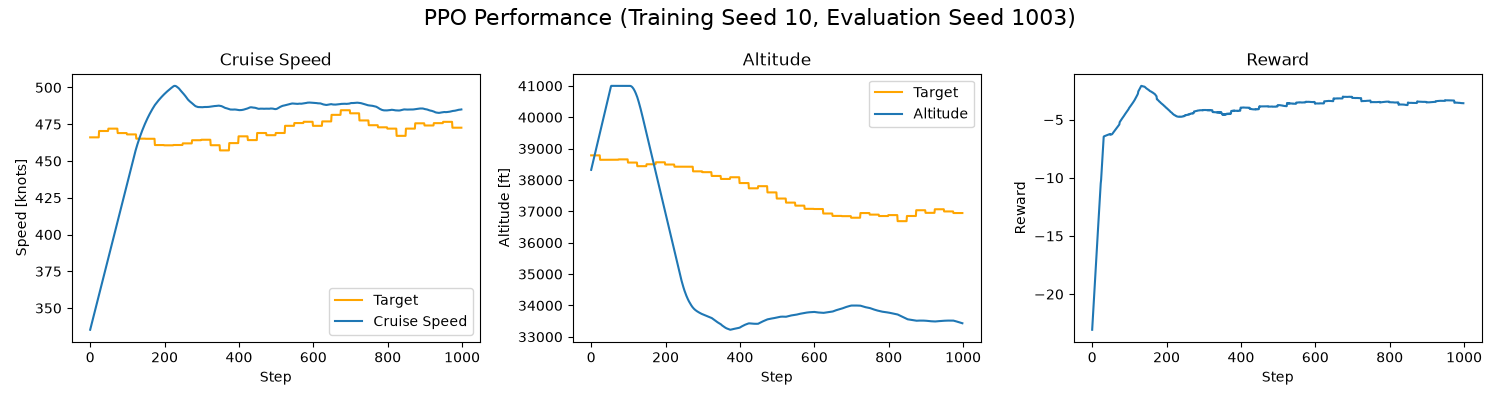 PPO Performance (Training Seed 10, Evaluation Seed 1003)
Cruise Speed
500
475
450
425
400
375
350
Speed [knots]
0 200 400 600 800 1000
Step
Target
Cruise Speed
Altitude
41000
40000
39000
38000
37000
36000
35000
34000
33000
Altitude [ft]
0 200 400 600 800 1000
Step
Target
Altitude
Reward
−5
−10
−15
−20
Reward
0 200 400 600 800 1000
Step